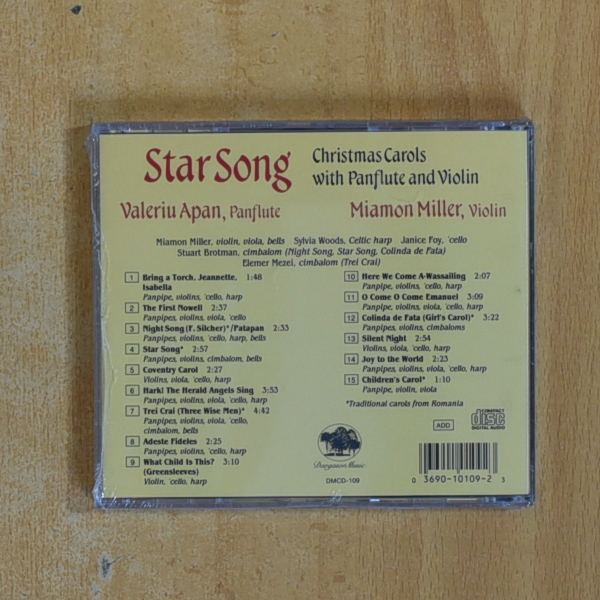 Star Song
Christmas Carols
with Panflute and Violin
Valeriu Apan, Panflute
Miamon Miller, Violin
Miamon Miller, violin, viola, bells Sylvia Woods, Celtic harp Janice Foy, 'cello
Stuart Brotman, cimbalom (Night Song, Star Song, Colinda de Fata)
Elemer Mezei, cimbalom (Trei Crai)
1 Bring a Torch, Jeannette, 1:48
Isabella
Panpipe, violins, 'cello, harp
2 The First Nowell 2:37
Panpipes, violins, viola, 'cello
3 Night Song (F. Silcher)*/Patapan 2:33
Panpipes, violins, 'cello, harp, bells
4 Star Song* 2:57
Panpipes, violins, cimbalom, bells
5 Coventry Carol 2:27
Violins, viola, 'cello, harp
6 Hark! The Herald Angels Sing 3:53
Panpipes, violins, viola, 'cello, harp
7 Trei Crai (Three Wise Men)* 4:42
Panpipes, violins, viola, 'cello,
cimbalom, bells
8 Adeste Fideles 2:25
Panpipes, violins, viola, 'cello, harp
9 What Child Is This? 3:10
(Greensleeves)
Violin, 'cello, harp
10 Here We Come A-Wassailing 2:07
Panpipe, violins, 'cello, harp
11 O Come O Come Emanuel 3:09
Panpipe, violins, viola, 'cello, harp
12 Colinda de Fata (Girl's Carol)* 3:22
Panpipes, violins, cimbaloms
13 Silent Night 2:54
Violins, viola, 'cello, harp
14 Joy to the World 2:23
Panpipes, violins, viola, 'cello, harp
15 Children's Carol* 1:10
Panpipe, violin, viola
*Traditional carols from Romania
Dargason Music
DMCD-109
ADD
COMPACT
disc
DIGITAL AUDIO
0 3690-10109-2 3